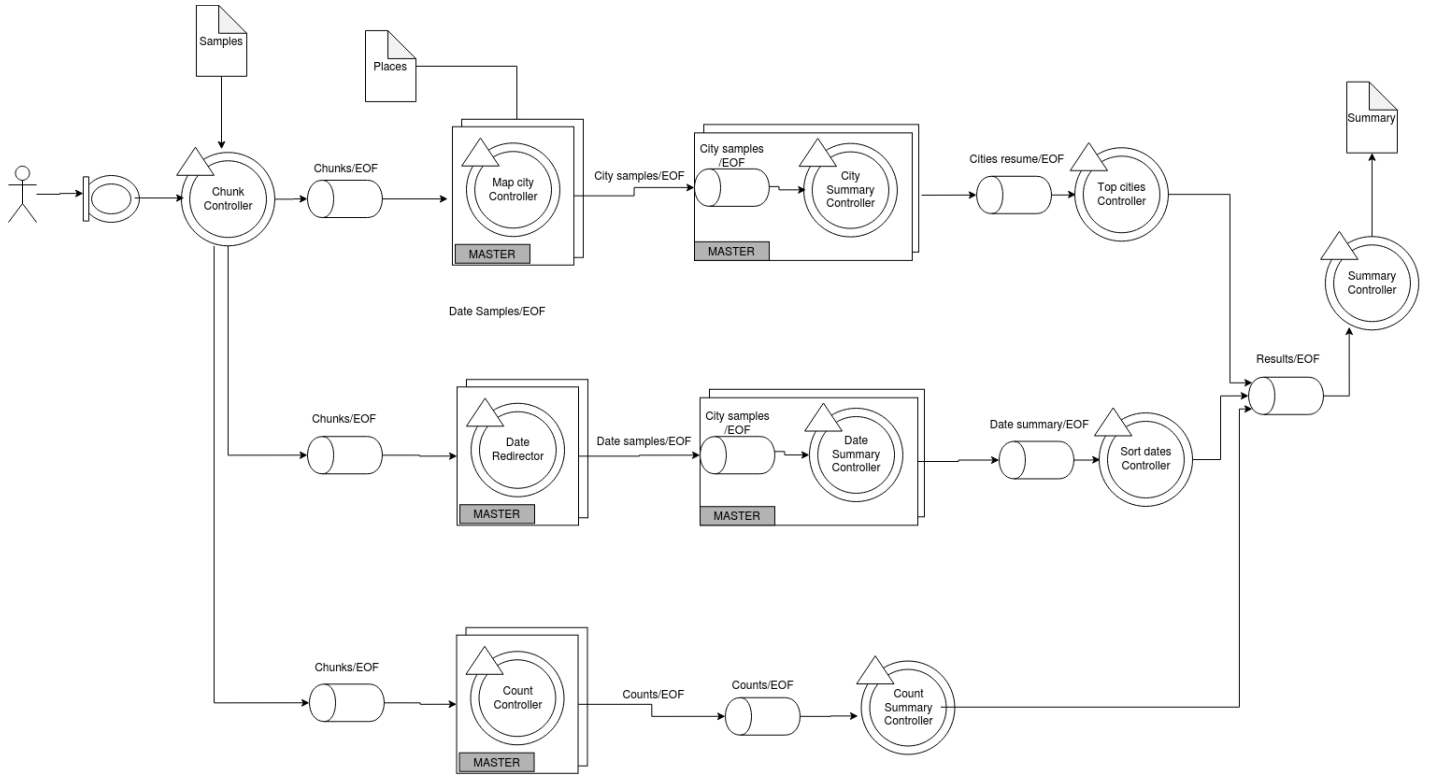 Samples
Places
Summary
Chunks/EOF
Chunk
Controller
Map city
Controller
MASTER
City samples/EOF
City samples
/EOF
City
Summary
Controller
MASTER
Cities resume/EOF
Top cities
Controller
Summary
Controller
Date Samples/EOF
Results/EOF
Chunks/EOF
Date
Redirector
MASTER
Date samples/EOF
City samples
/EOF
Date
Summary
Controller
MASTER
Date summary/EOF
Sort dates
Controller
Chunks/EOF
Count
Controller
MASTER
Counts/EOF
Counts/EOF
Count
Summary
Controller